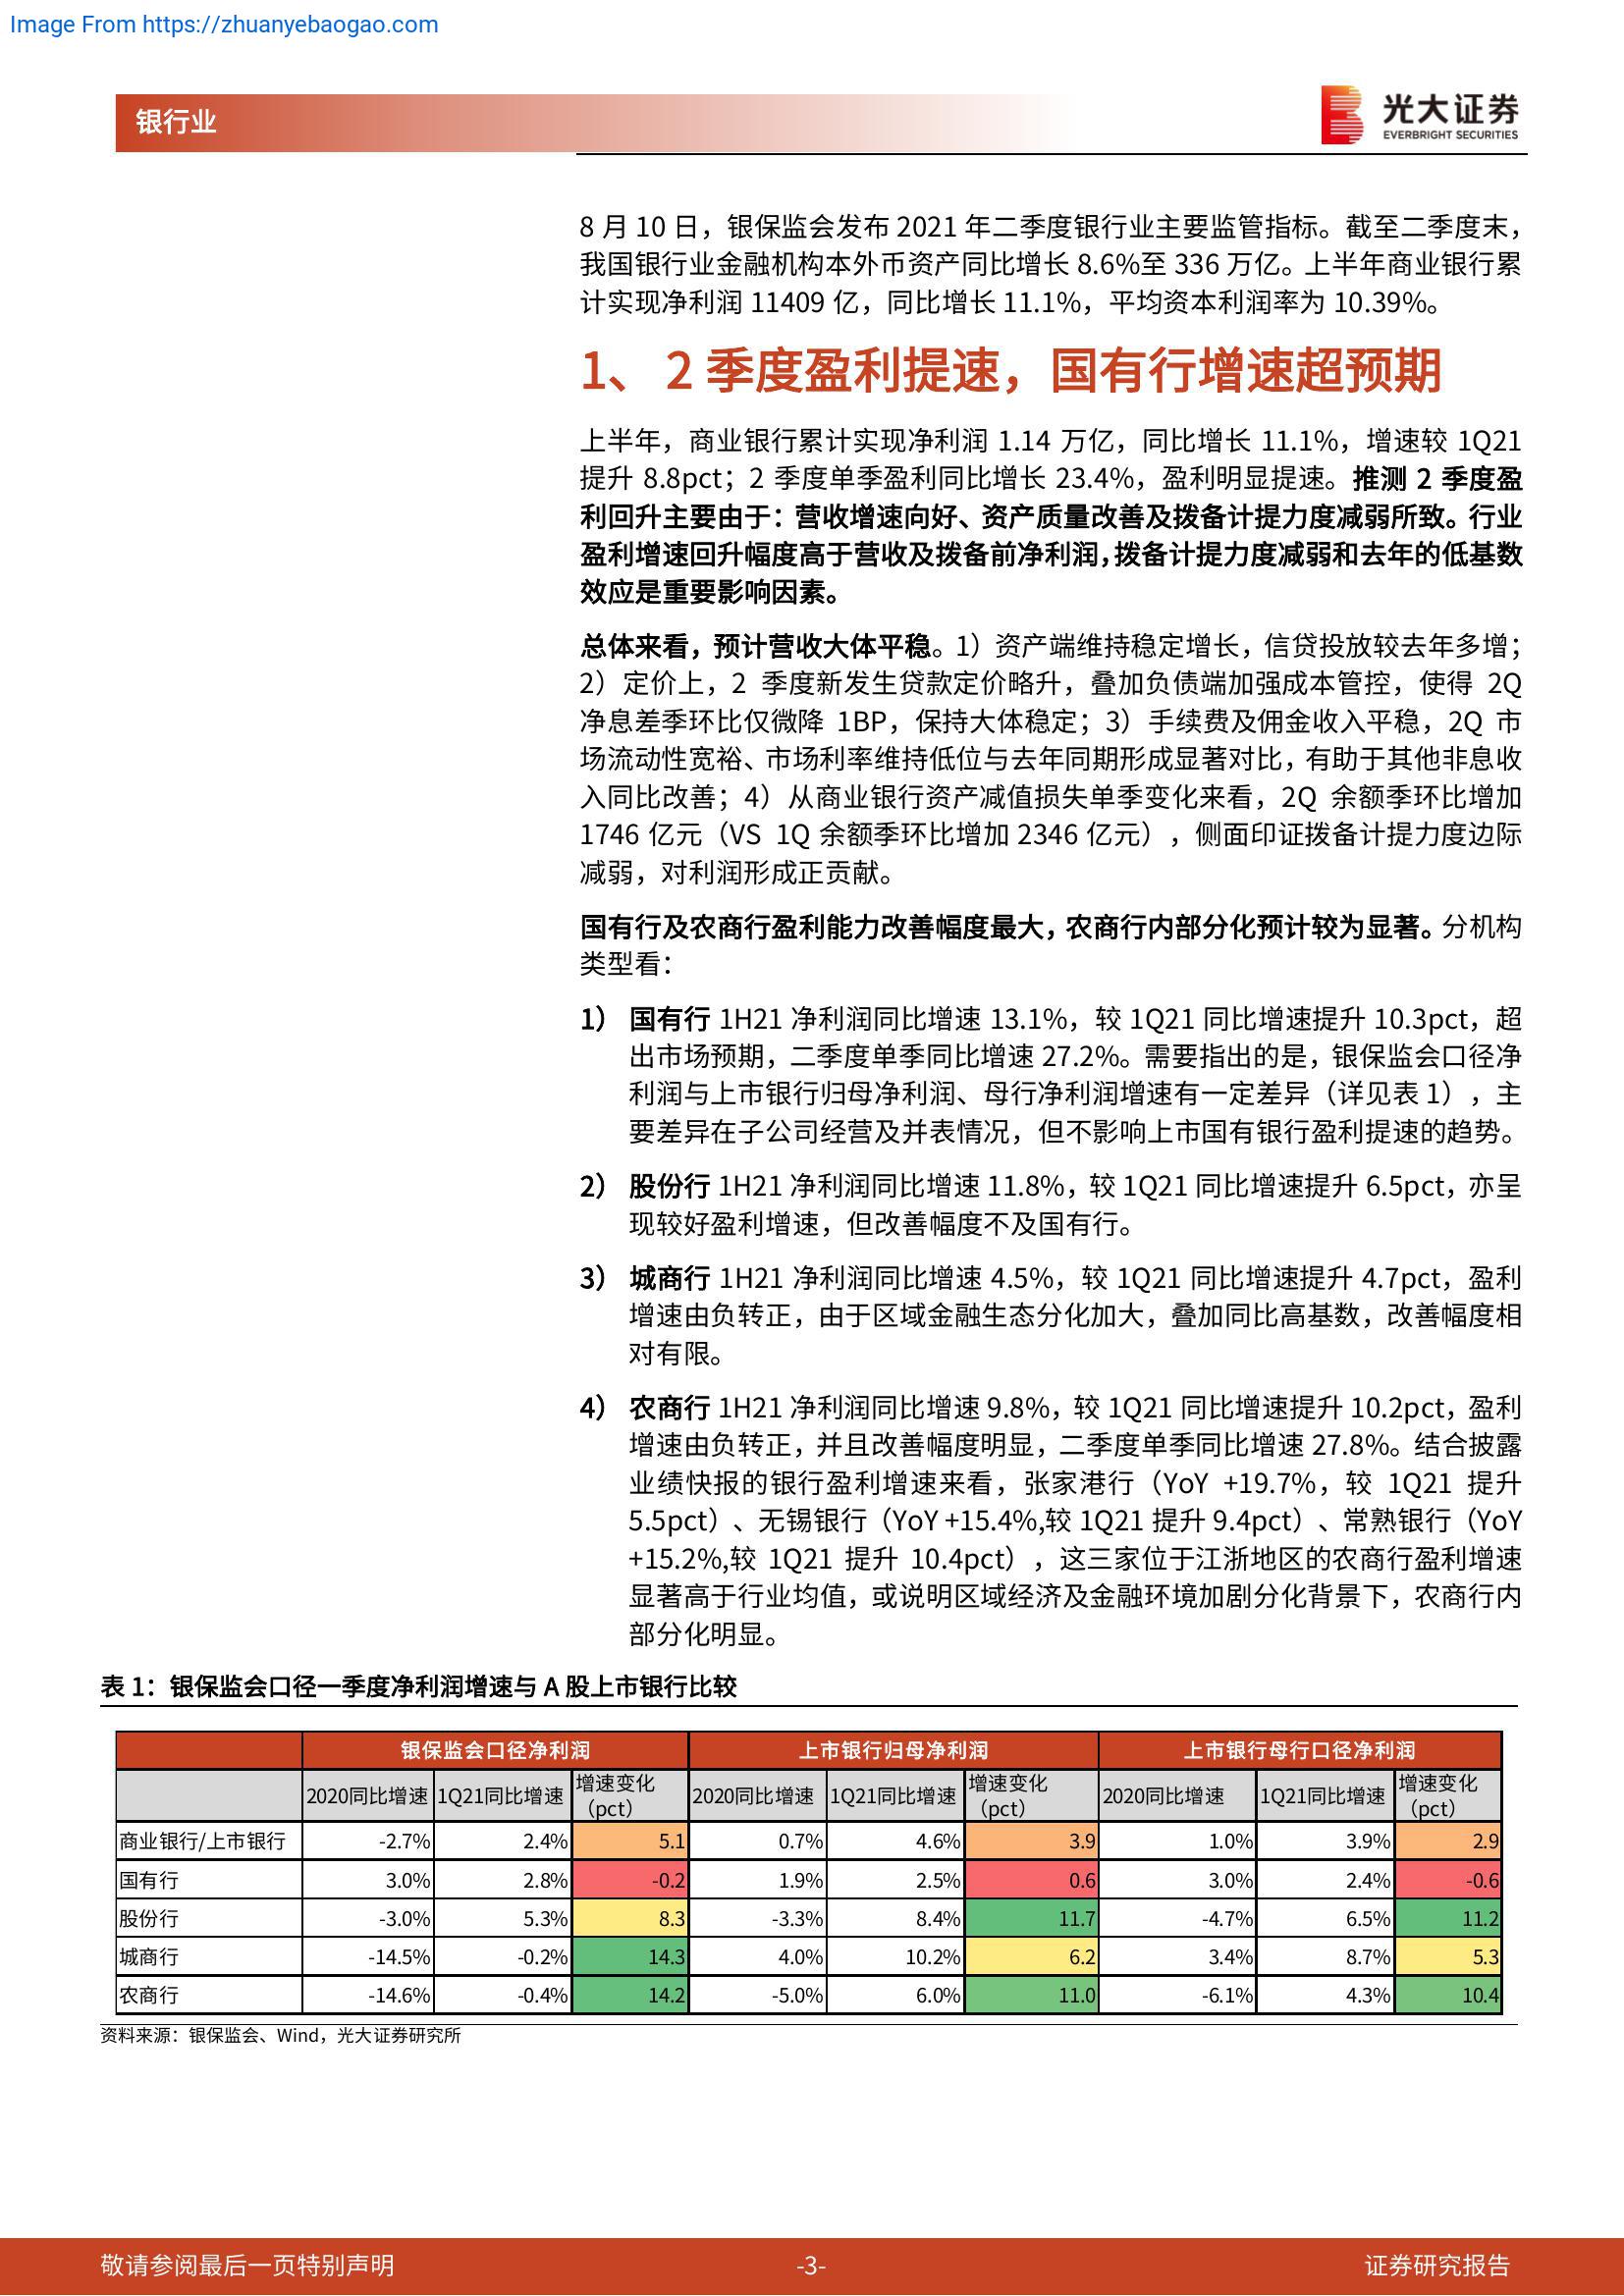 Image From https://zhuanyebaogao.com
银行业
光大证券
EVERBRIGHT SECURITIES
8 月 10 日，银保监会发布 2021 年二季度银行业主要监管指标。截至二季度末，
我国银行业金融机构本外币资产同比增长 8.6%至 336 万亿。上半年商业银行累
计实现净利润 11409 亿，同比增长 11.1%，平均资本利润率为 10.39%。
1、 2 季度盈利提速，国有行增速超预期
上半年，商业银行累计实现净利润 1.14 万亿，同比增长 11.1%，增速较 1Q21
提升 8.8pct；2 季度单季盈利同比增长 23.4%，盈利明显提速。推测 2 季度盈
利回升主要由于：营收增速向好、资产质量改善及拨备计提力度减弱所致。行业
盈利增速回升幅度高于营收及拨备前净利润，拨备计提力度减弱和去年的低基数
效应是重要影响因素。
总体来看，预计营收大体平稳。1）资产端维持稳定增长，信贷投放较去年多增；
2）定价上，2 季度新发生贷款定价略升，叠加负债端加强成本管控，使得 2Q
净息差季环比仅微降 1BP，保持大体稳定；3）手续费及佣金收入平稳，2Q 市
场流动性宽裕、市场利率维持低位与去年同期形成显著对比，有助于其他非息收
入同比改善；4）从商业银行资产减值损失单季变化来看，2Q 余额季环比增加
1746 亿元（VS 1Q 余额季环比增加 2346 亿元），侧面印证拨备计提力度边际
减弱，对利润形成正贡献。
国有行及农商行盈利能力改善幅度最大，农商行内部分化预计较为显著。分机构
类型看：
1） 国有行 1H21 净利润同比增速 13.1%，较 1Q21 同比增速提升 10.3pct，超
出市场预期，二季度单季同比增速 27.2%。需要指出的是，银保监会口径净
利润与上市银行归母净利润、母行净利润增速有一定差异（详见表 1），主
要差异在子公司经营及并表情况，但不影响上市国有银行盈利提速的趋势。
2） 股份行 1H21 净利润同比增速 11.8%，较 1Q21 同比增速提升 6.5pct，亦呈
现较好盈利增速，但改善幅度不及国有行。
3） 城商行 1H21 净利润同比增速 4.5%，较 1Q21 同比增速提升 4.7pct，盈利
增速由负转正，由于区域金融生态分化加大，叠加同比高基数，改善幅度相
对有限。
4） 农商行 1H21 净利润同比增速 9.8%，较 1Q21 同比增速提升 10.2pct，盈利
增速由负转正，并且改善幅度明显，二季度单季同比增速 27.8%。结合披露
业绩快报的银行盈利增速来看，张家港行（YoY +19.7%，较 1Q21 提升
5.5pct）、无锡银行（YoY +15.4%,较 1Q21 提升 9.4pct）、常熟银行（YoY
+15.2%,较 1Q21 提升 10.4pct），这三家位于江浙地区的农商行盈利增速
显著高于行业均值，或说明区域经济及金融环境加剧分化背景下，农商行内
部分化明显。
表 1：银保监会口径一季度净利润增速与 A 股上市银行比较
银保监会口径净利润 上市银行归母净利润 上市银行母行口径净利润
2020同比增速 1Q21同比增速 增速变化（pct） 2020同比增速 1Q21同比增速 增速变化（pct） 2020同比增速 1Q21同比增速 增速变化（pct）
商业银行/上市银行 -2.7% 2.4% 5.1 0.7% 4.6% 3.9 1.0% 3.9% 2.9
国有行 3.0% 2.8% -0.2 1.9% 2.5% 0.6 3.0% 2.4% -0.6
股份行 -3.0% 5.3% 8.3 -3.3% 8.4% 11.7 -4.7% 6.5% 11.2
城商行 -14.5% -0.2% 14.3 4.0% 10.2% 6.2 3.4% 8.7% 5.3
农商行 -14.6% -0.4% 14.2 -5.0% 6.0% 11.0 -6.1% 4.3% 10.4
资料来源：银保监会、Wind，光大证券研究所
敬请参阅最后一页特别声明 -3- 证券研究报告